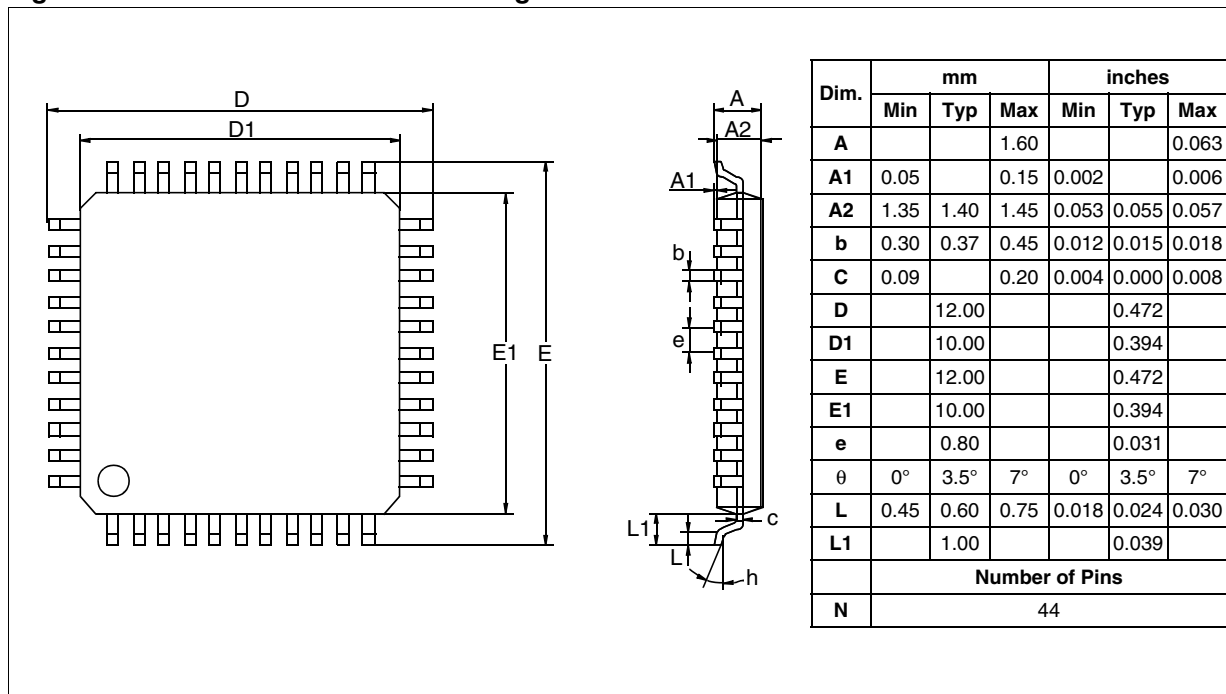 D
D1
E1 E
A
A2
A1
b
e
c
L1
L
h
Dim. mm inches
Min Typ Max Min Typ Max
A 1.60 0.063
A1 0.05 0.15 0.002 0.006
A2 1.35 1.40 1.45 0.053 0.055 0.057
b 0.30 0.37 0.45 0.012 0.015 0.018
C 0.09 0.20 0.004 0.000 0.008
D 12.00 0.472
D1 10.00 0.394
E 12.00 0.472
E1 10.00 0.394
e 0.80 0.031
θ 0° 3.5° 7° 0° 3.5° 7°
L 0.45 0.60 0.75 0.018 0.024 0.030
L1 1.00 0.039
Number of Pins
N 44